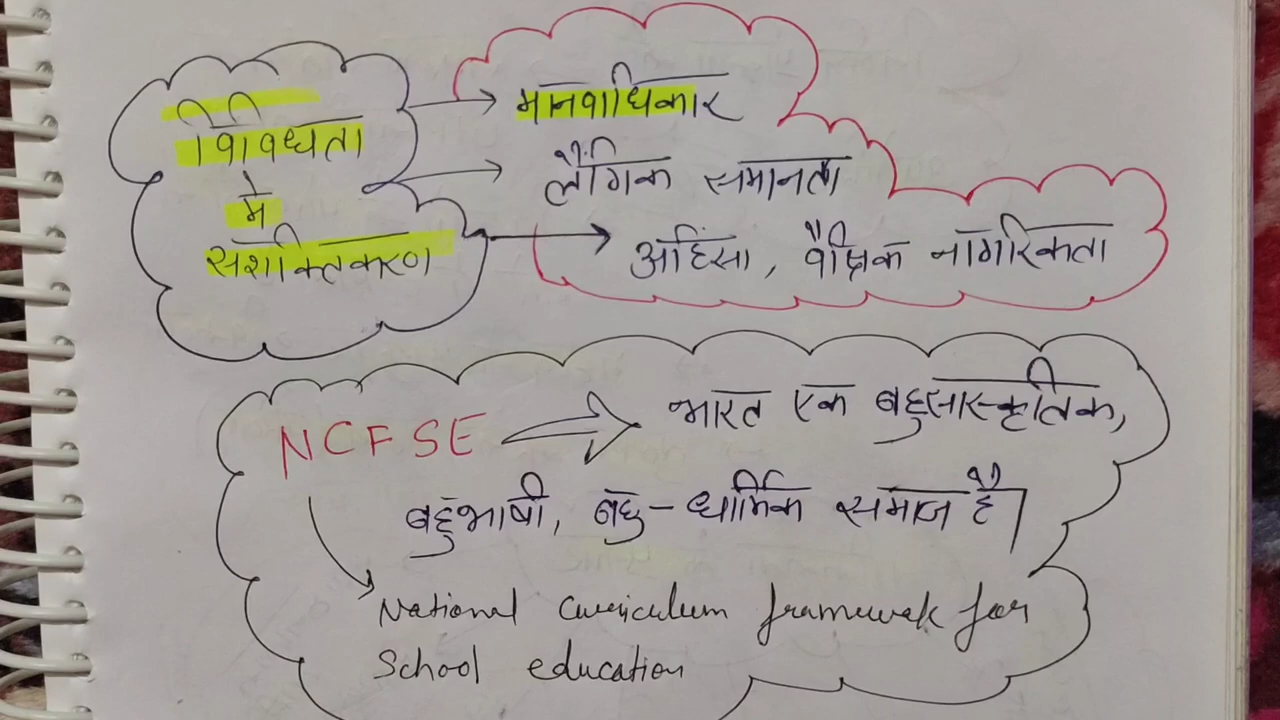 विविधता
में
सशक्तिकरण
मानवाधिकार
लैंगिक समानता
अहिंसा, वैक्षिक नागरिकता
NCFSE
भारत एक बहुसांस्कृतिक,
बहुभाषी, बहु-धार्मिक समाज है।
National Curriculum framewok for
School education